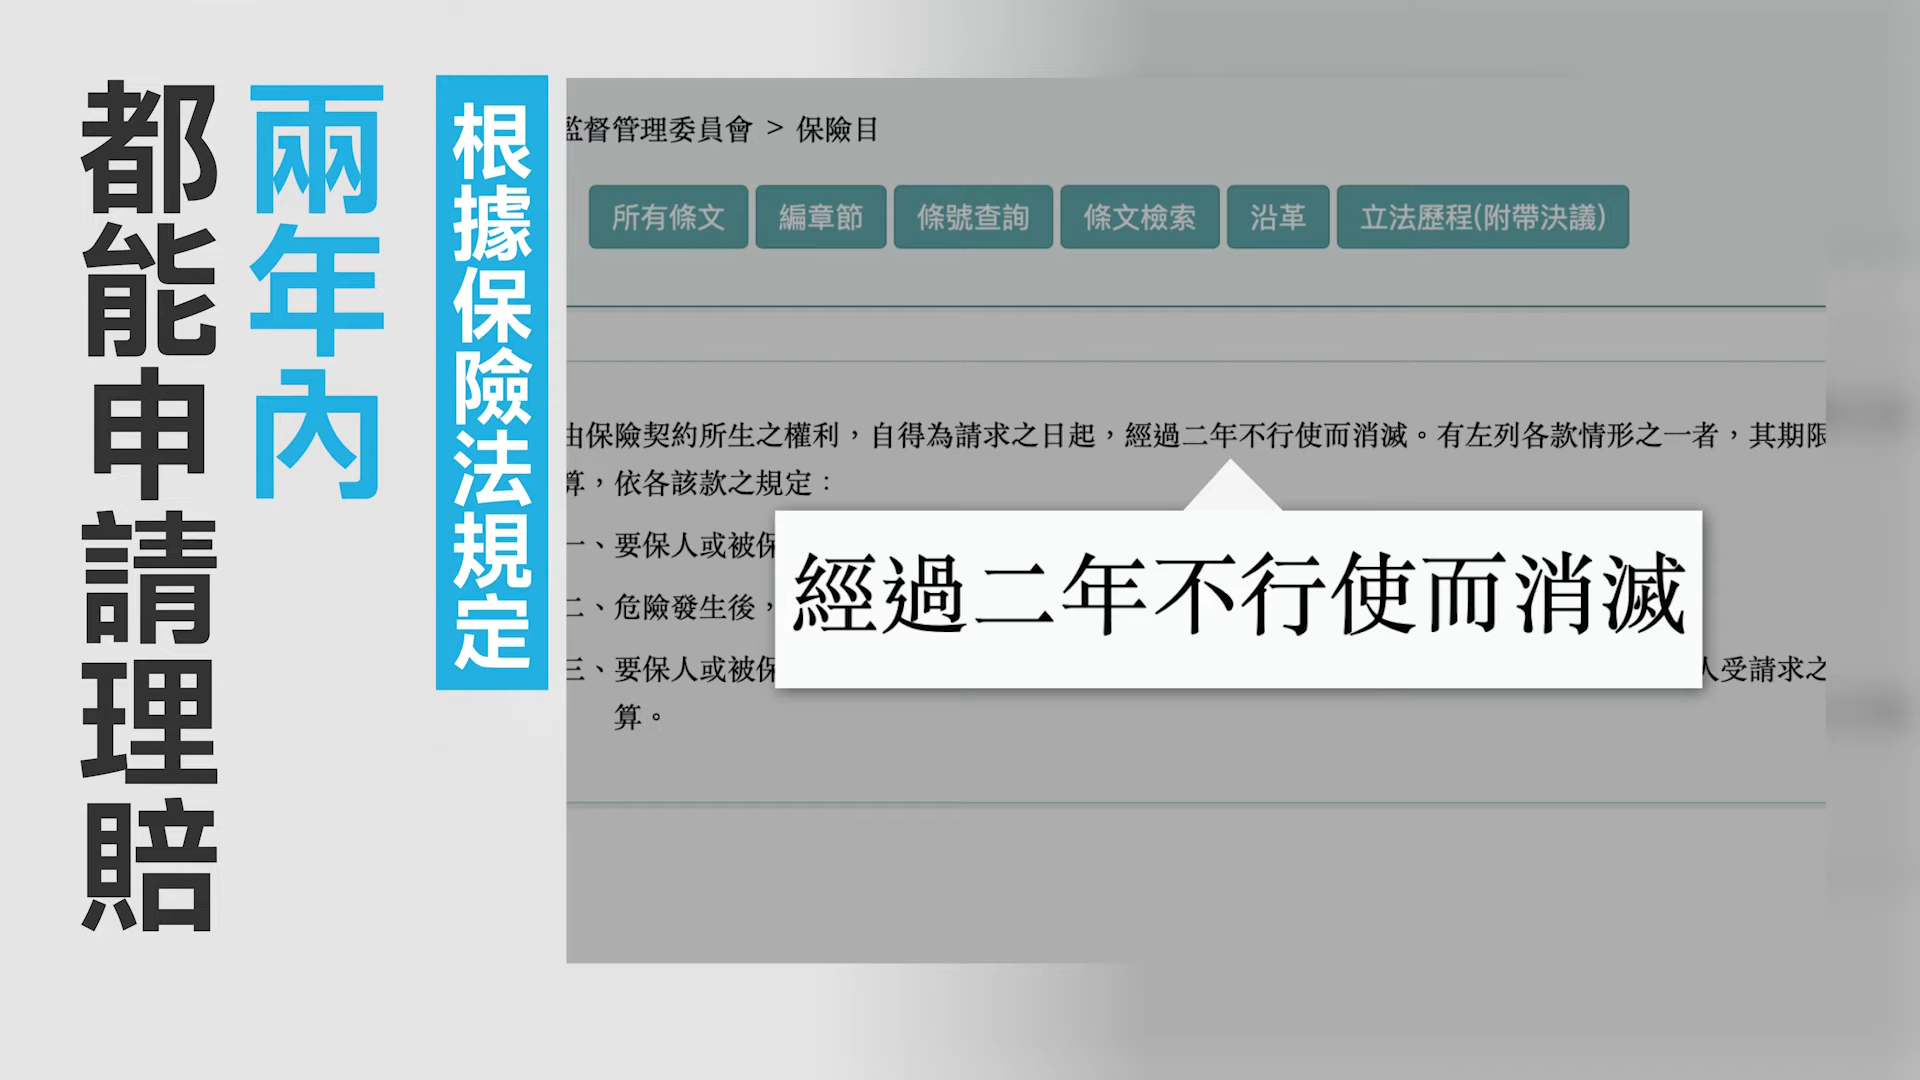 根據保險法規定
兩年內
都能申請理賠
監督管理委員會 > 保險目
所有條文
編章節
條號查詢
條文檢索
沿革
立法歷程(附帶決議)
由保險契約所生之權利，自得為請求之日起，經過二年不行使而消滅。有左列各款情形之一者，其期限
算，依各該款之規定：
一、要保人或被保
二、危險發生後，
三、要保人或被保
人受請求之
算。
經過二年不行使而消滅